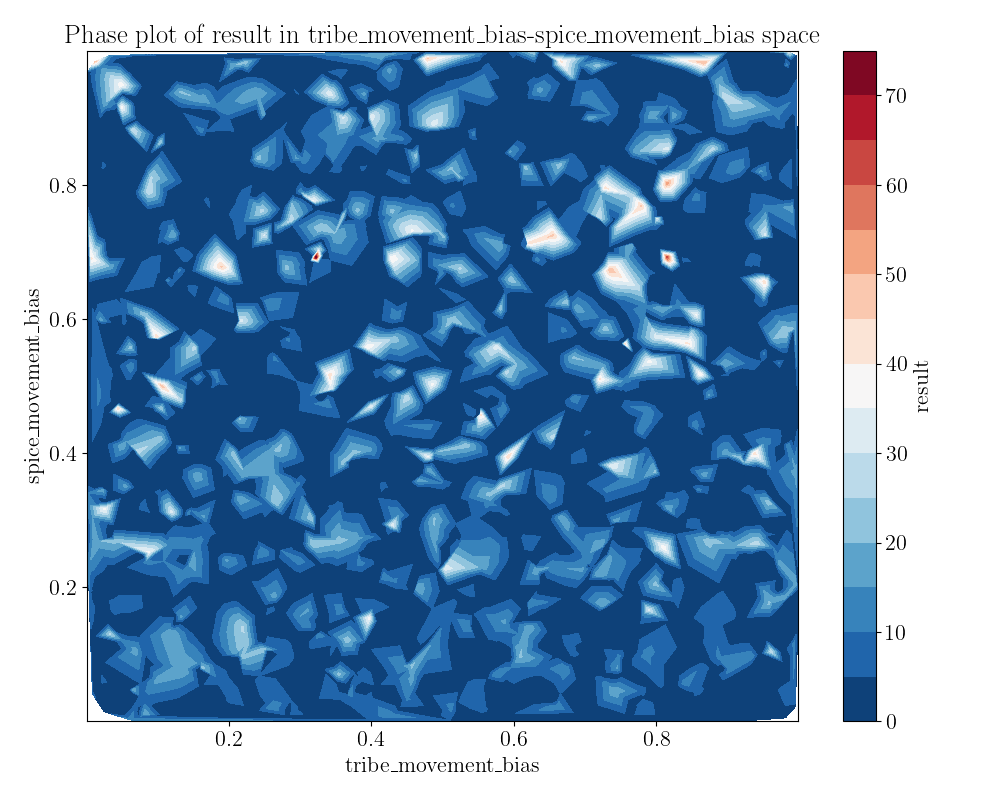 Phase plot of result in tribe_movement_bias-spice_movement_bias space
70
60
50
40
30
20
10
0
result
0.8
0.6
0.4
0.2
spice_movement_bias
0.2 0.4 0.6 0.8
tribe_movement_bias